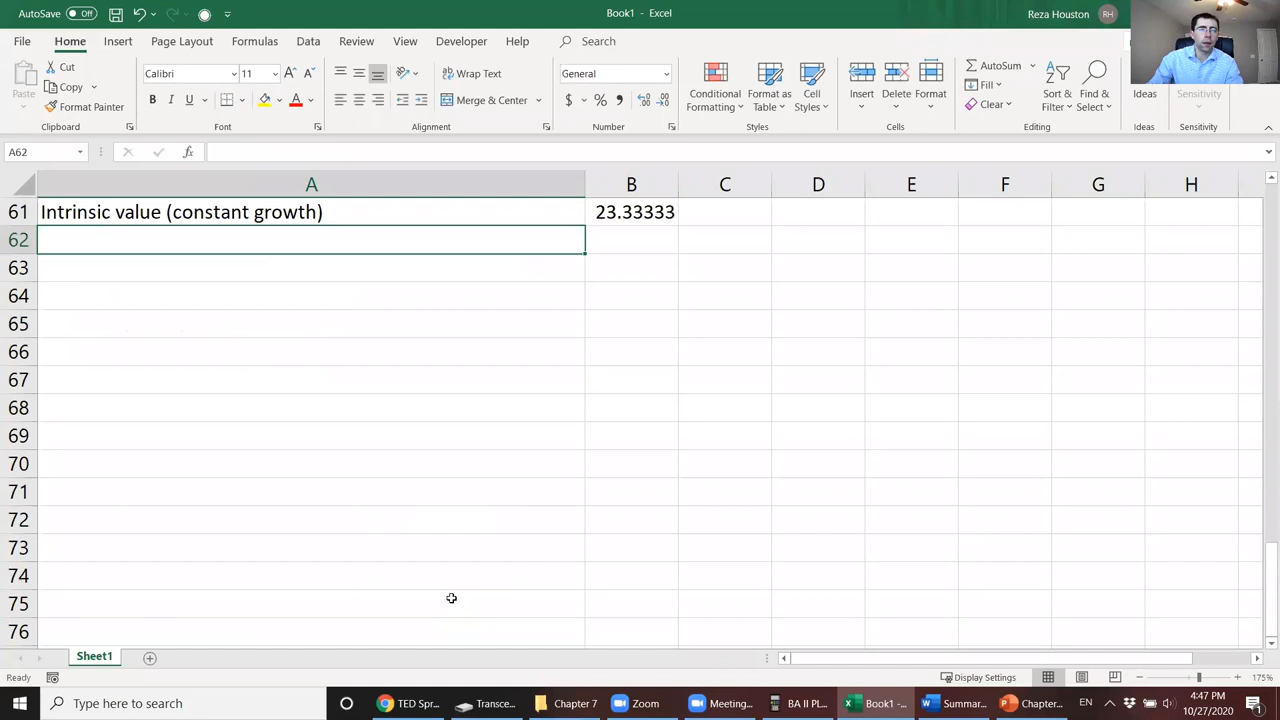 AutoSave Off
Book1 - Excel
Reza Houston RH
File Home Insert Page Layout Formulas Data Review View Developer Help Search
Paste
Cut
Copy
Format Painter
Clipboard
Calibri 11
B I U
Font
Wrap Text
Merge & Center
Alignment
General
$ % ,
Number
Conditional Formatting
Format as Table
Cell Styles
Styles
Insert Delete Format
Cells
AutoSum
Fill
Clear
Sort & Filter
Find & Select
Editing
Ideas
Ideas
Sensitivity
Sensitivity
A62 fx
A B C D E F G H
61 Intrinsic value (constant growth) 23.33333
62
63
64
65
66
67
68
69
70
71
72
73
74
75
76
Sheet1
Ready Display Settings 175%
Type here to search
TED Spr...
Transce...
Chapter 7
Zoom
Meeting...
BA II PL...
Book1 -...
Summar...
Chapter...
EN
4:47 PM
10/27/2020